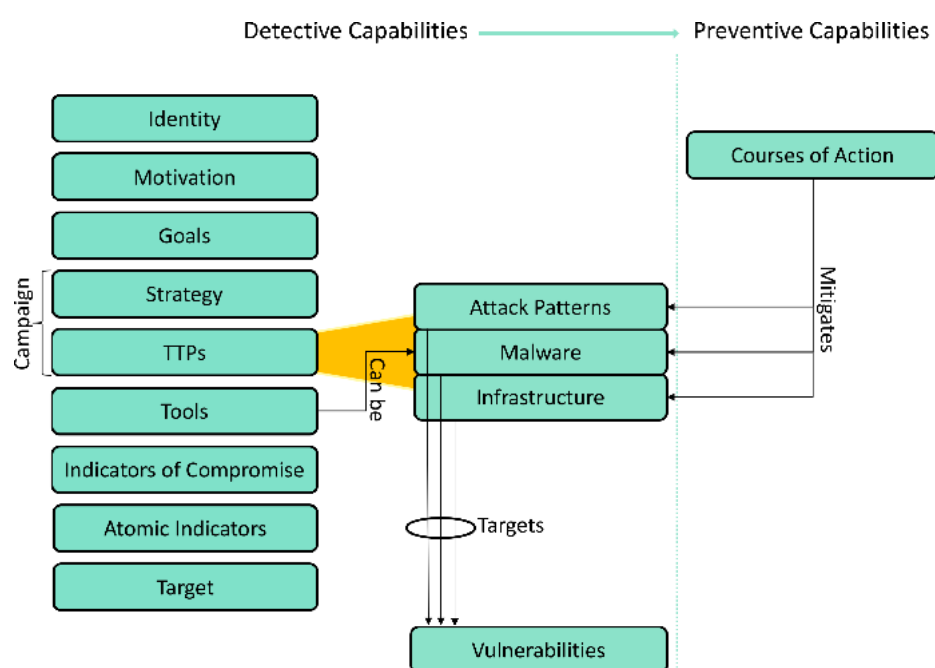 Detective Capabilities
Preventive Capabilities
Identity
Motivation
Goals
Strategy
TTPs
Tools
Indicators of Compromise
Atomic Indicators
Target
Campaign
Can be
Attack Patterns
Malware
Infrastructure
Targets
Vulnerabilities
Courses of Action
Mitigates